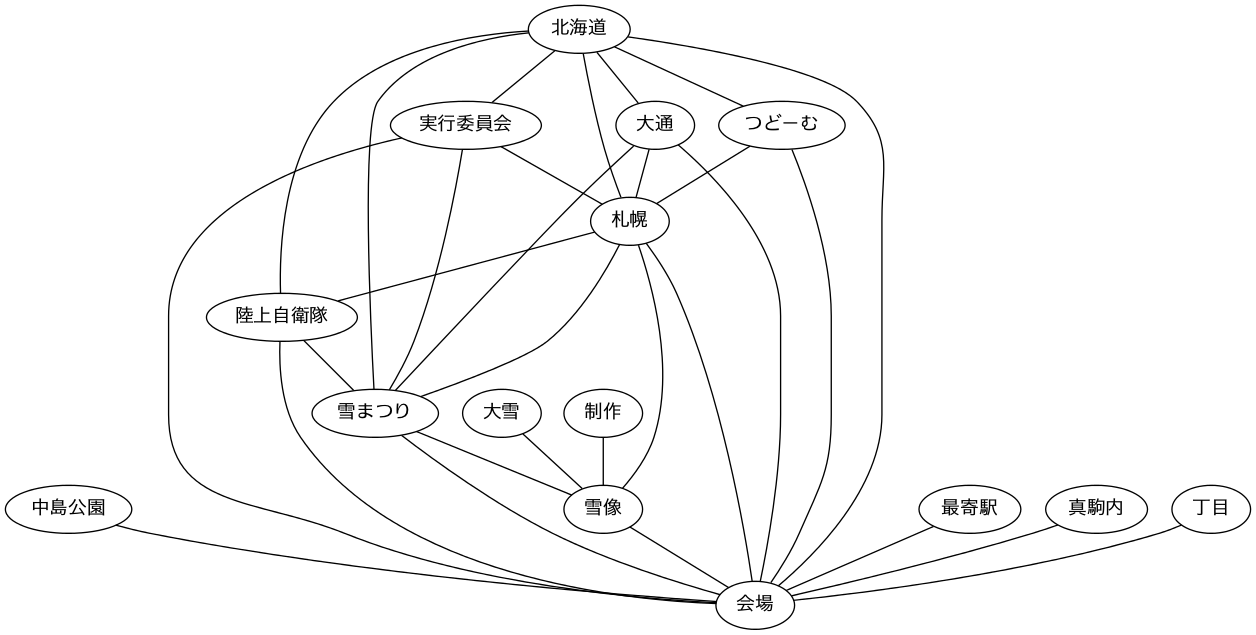 北海道
実行委員会
大通
つどーむ
札幌
陸上自衛隊
雪まつり
大雪
制作
中島公園
雪像
最寄駅
真駒内
丁目
会場